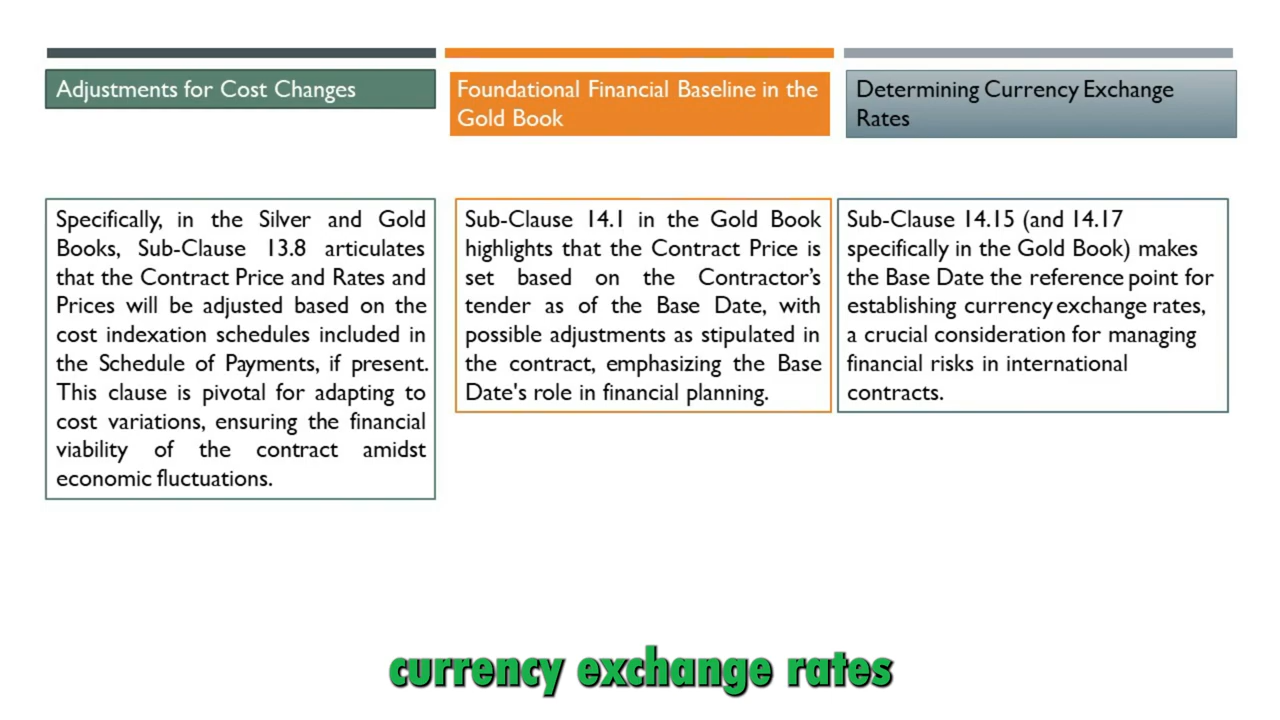 Adjustments for Cost Changes
Foundational Financial Baseline in the
Gold Book
Determining Currency Exchange
Rates
Specifically, in the Silver and Gold
Books, Sub-Clause 13.8 articulates
that the Contract Price and Rates and
Prices will be adjusted based on the
cost indexation schedules included in
the Schedule of Payments, if present.
This clause is pivotal for adapting to
cost variations, ensuring the financial
viability of the contract amidst
economic fluctuations.
Sub-Clause 14.1 in the Gold Book
highlights that the Contract Price is
set based on the Contractor's
tender as of the Base Date, with
possible adjustments as stipulated in
the contract, emphasizing the Base
Date's role in financial planning.
Sub-Clause 14.15 (and 14.17
specifically in the Gold Book) makes
the Base Date the reference point for
establishing currency exchange rates,
a crucial consideration for managing
financial risks in international
contracts.
currency exchange rates